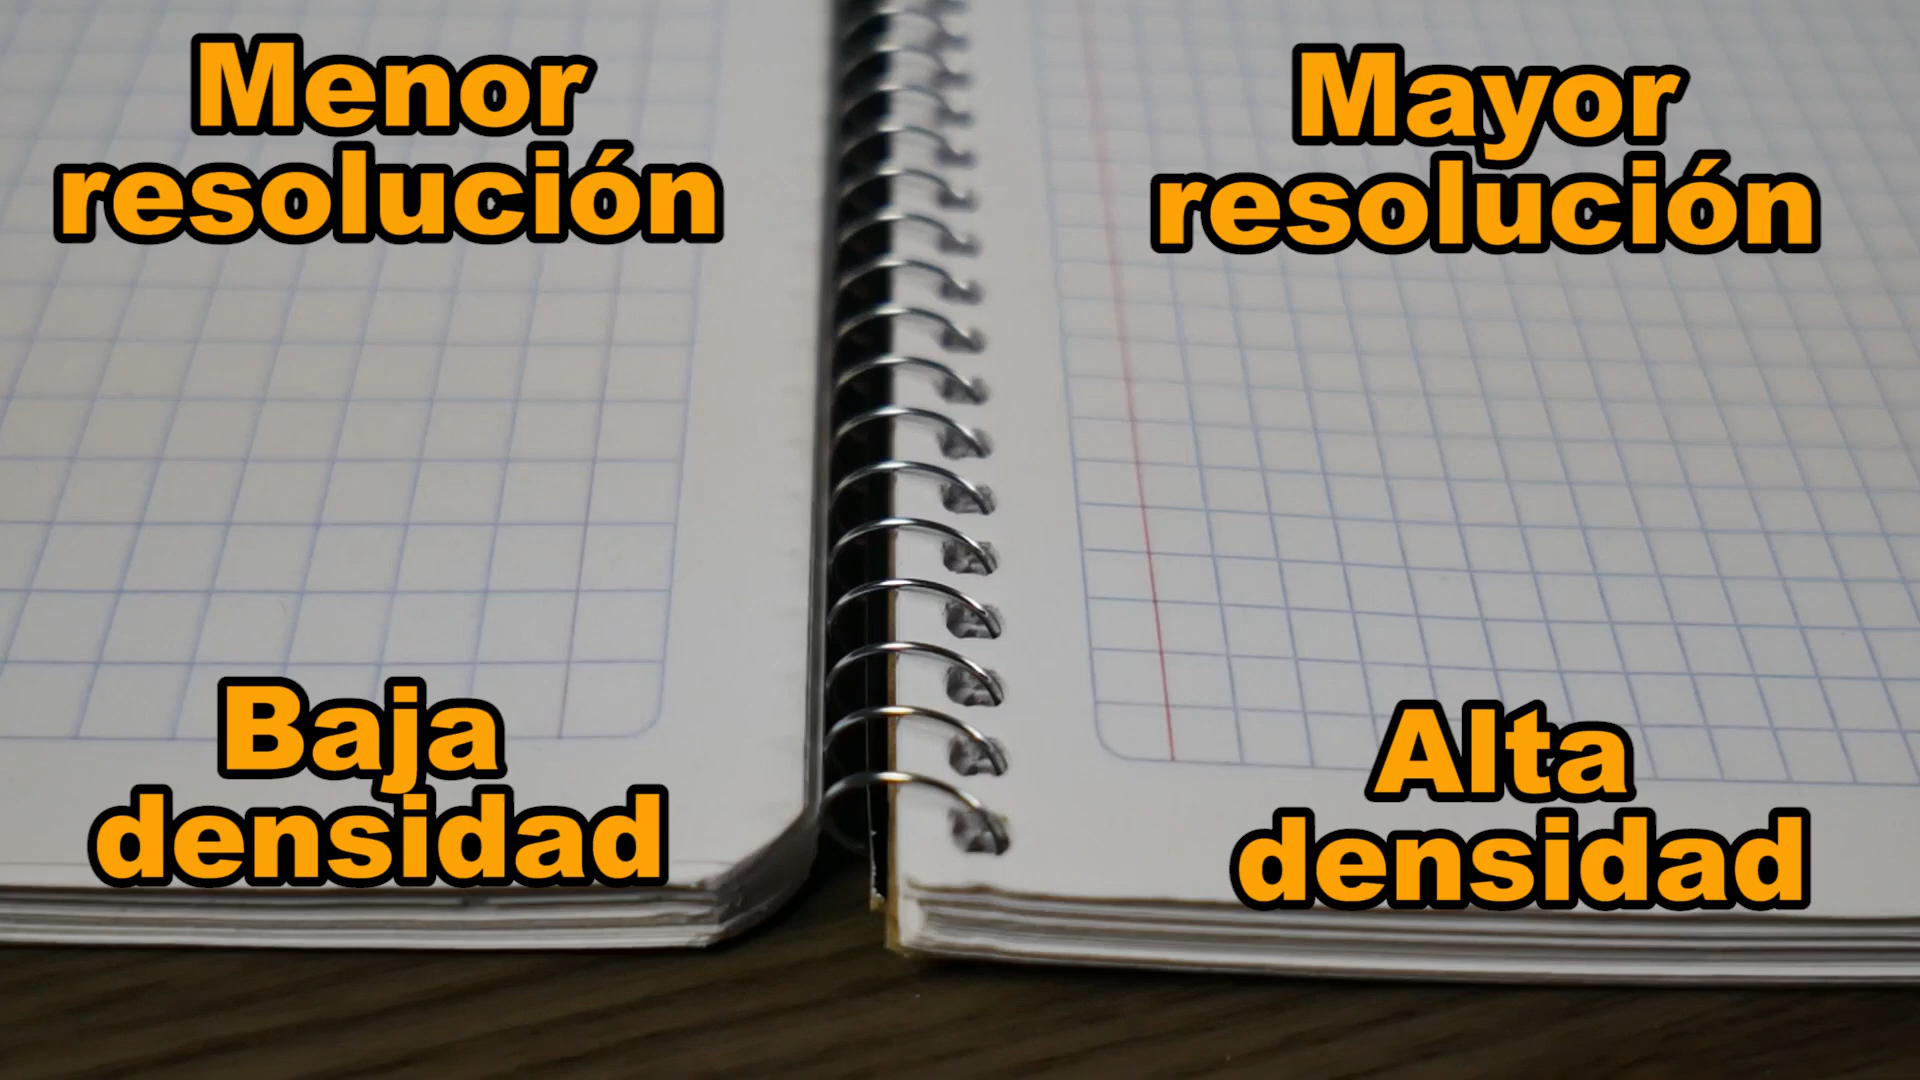 Menor
resolución
Mayor
resolución
Baja
densidad
Alta
densidad